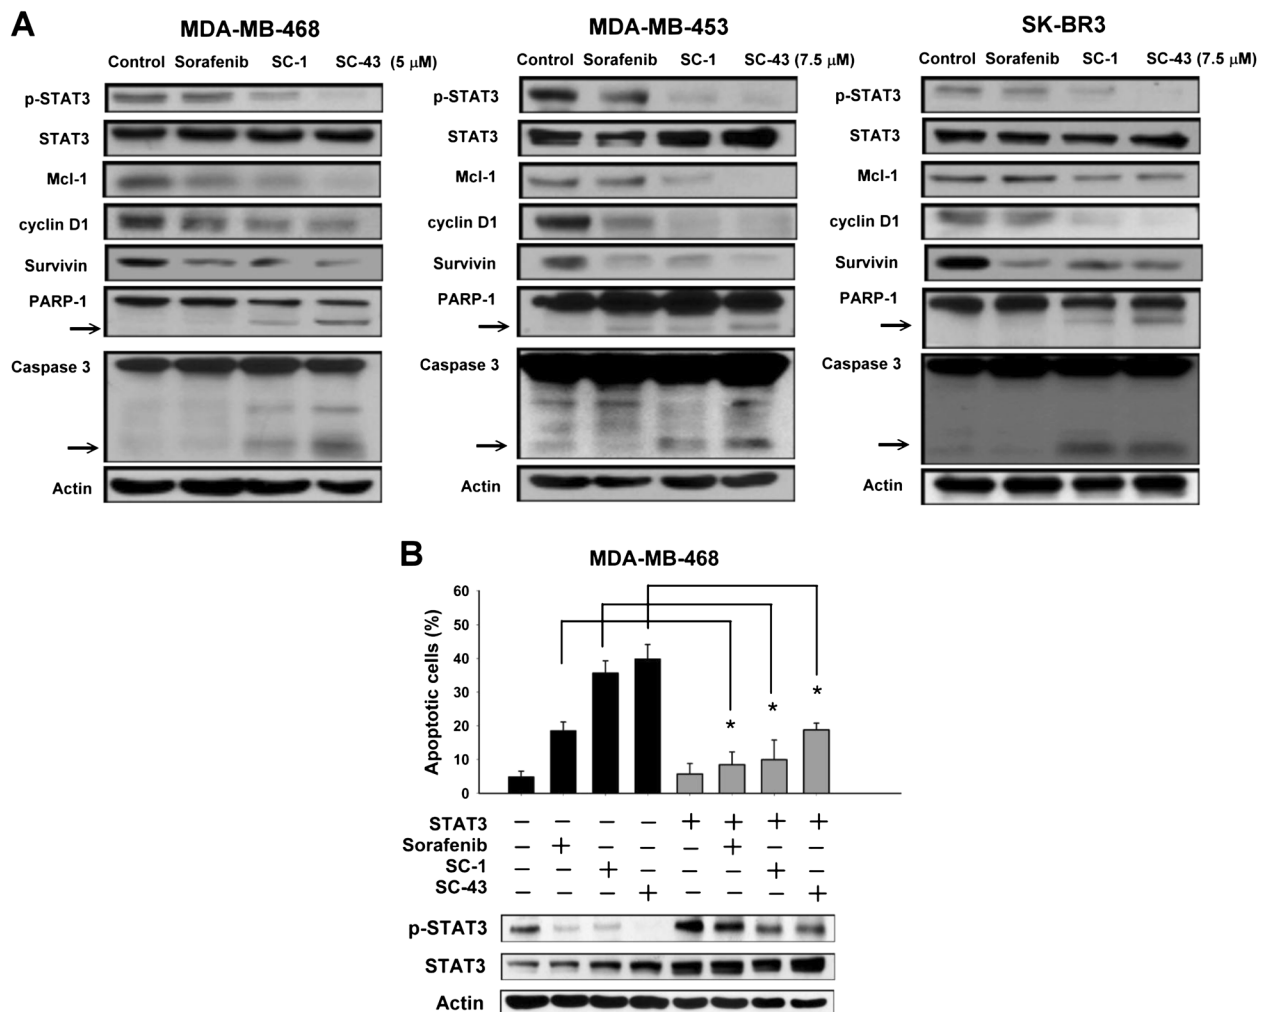 A
MDA-MB-468
Control Sorafenib SC-1 SC-43 (5 μM)
p-STAT3
STAT3
Mcl-1
cyclin D1
Survivin
PARP-1
Caspase 3
Actin
MDA-MB-453
Control Sorafenib SC-1 SC-43 (7.5 μM)
p-STAT3
STAT3
Mcl-1
cyclin D1
Survivin
PARP-1
Caspase 3
Actin
SK-BR3
Control Sorafenib SC-1 SC-43 (7.5 μM)
p-STAT3
STAT3
Mcl-1
cyclin D1
Survivin
PARP-1
Caspase 3
Actin
B
MDA-MB-468
Apoptotic cells (%)
60
50
40
30
20
10
0
* * *
STAT3 − − − − + + + +
Sorafenib − + − − − + − −
SC-1 − − + − − − + −
SC-43 − − − + − − − +
p-STAT3
STAT3
Actin